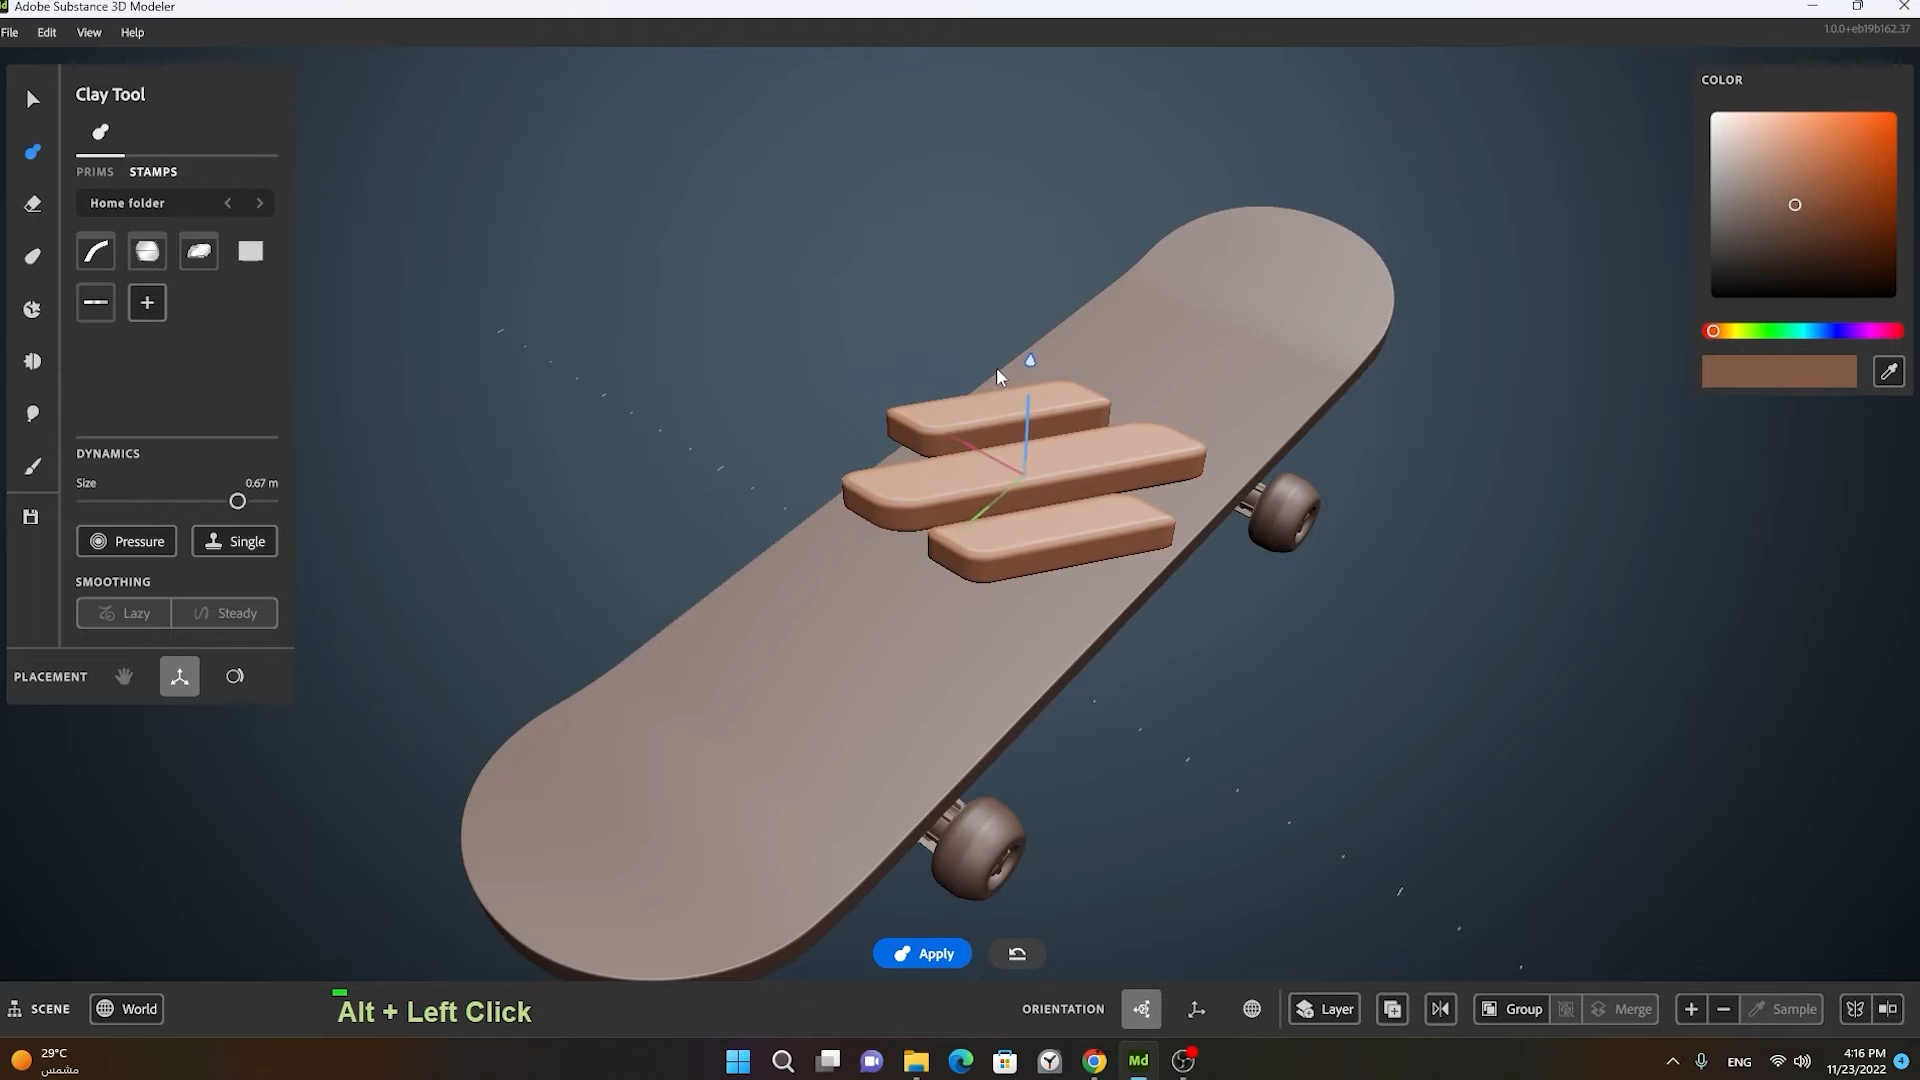 Adobe Substance 3D Modeler
File Edit View Help
1.0.0+eb19b162.37
Clay Tool
PRIMS STAMPS
Home folder
DYNAMICS
Size 0.67 m
Pressure Single
SMOOTHING
Lazy Steady
PLACEMENT
COLOR
Apply
SCENE World
Alt + Left Click
ORIENTATION
Layer Group Merge Sample
29°C
مشمس
Md
ENG
4:16 PM
11/23/2022
4